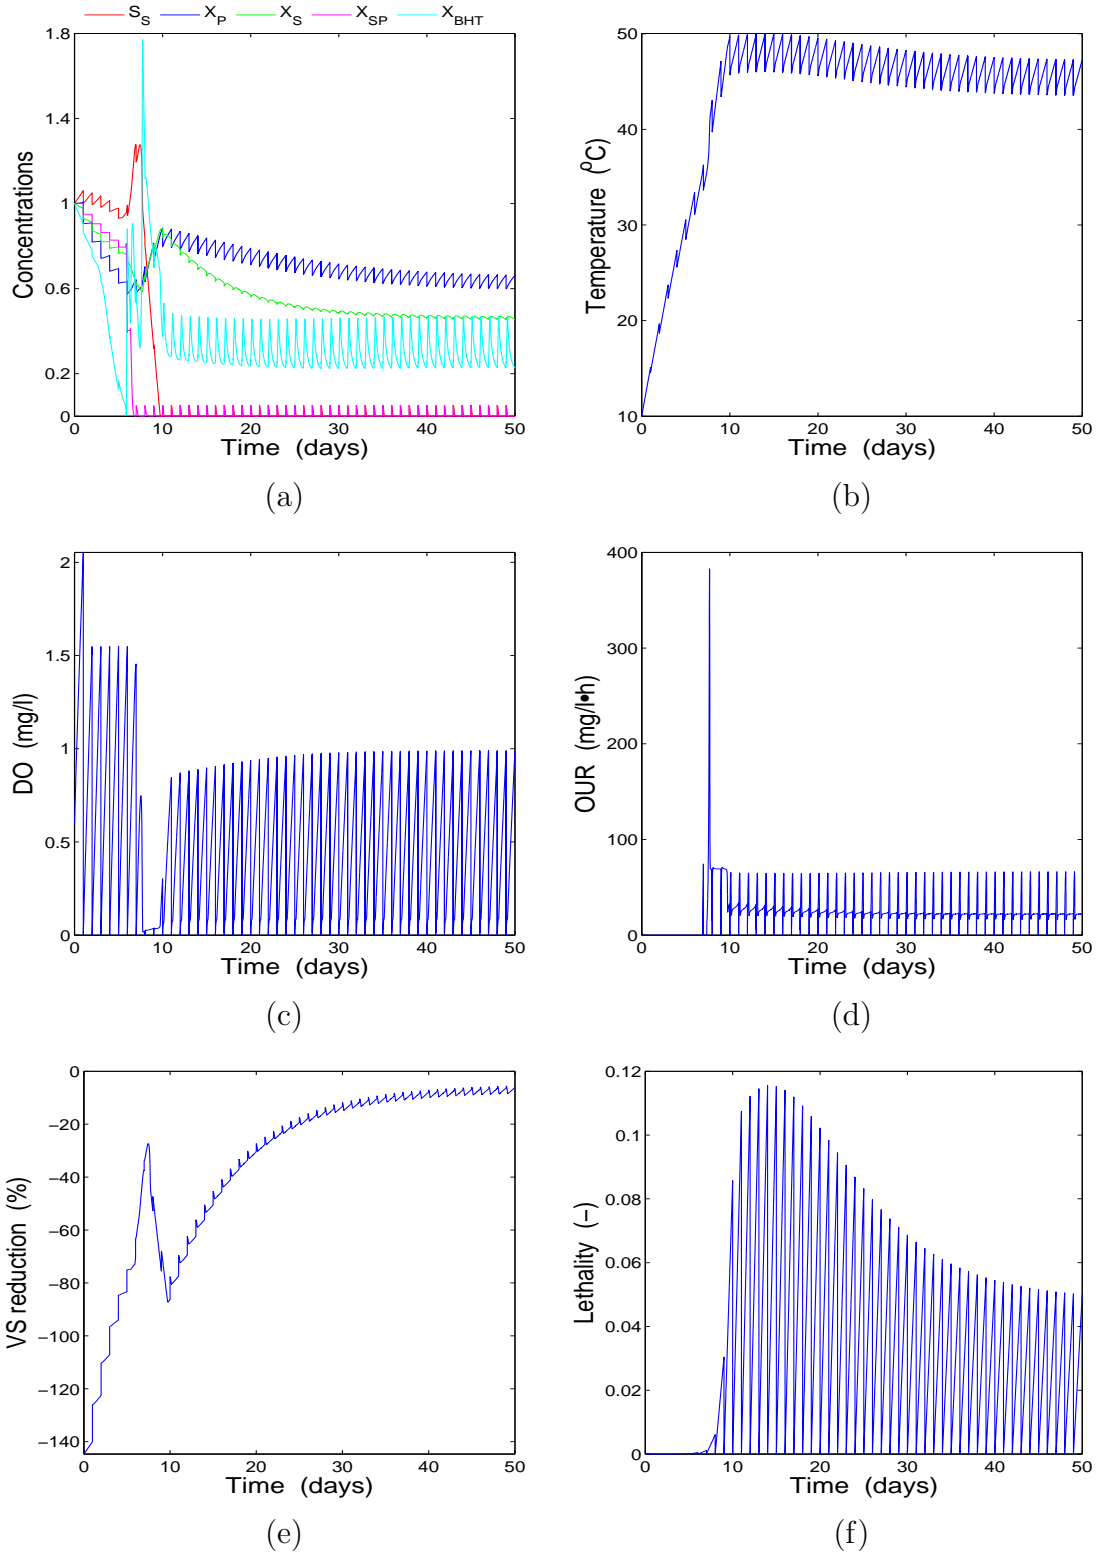 S_S X_P X_S X_SP X_BHT
1.8
1.4
1
0.6
0.2
0
Concentrations
0 10 20 30 40 50
Time (days)
(a)
50
40
30
20
10
Temperature (⁰C)
0 10 20 30 40 50
Time (days)
(b)
2
1.5
1
0.5
0
DO (mg/l)
0 10 20 30 40 50
Time (days)
(c)
400
300
200
100
0
OUR (mg/l•h)
0 10 20 30 40 50
Time (days)
(d)
0
−20
−40
−60
−80
−100
−120
−140
VS reduction (%)
0 10 20 30 40 50
Time (days)
(e)
0.12
0.1
0.08
0.06
0.04
0.02
0
Lethality (−)
0 10 20 30 40 50
Time (days)
(f)